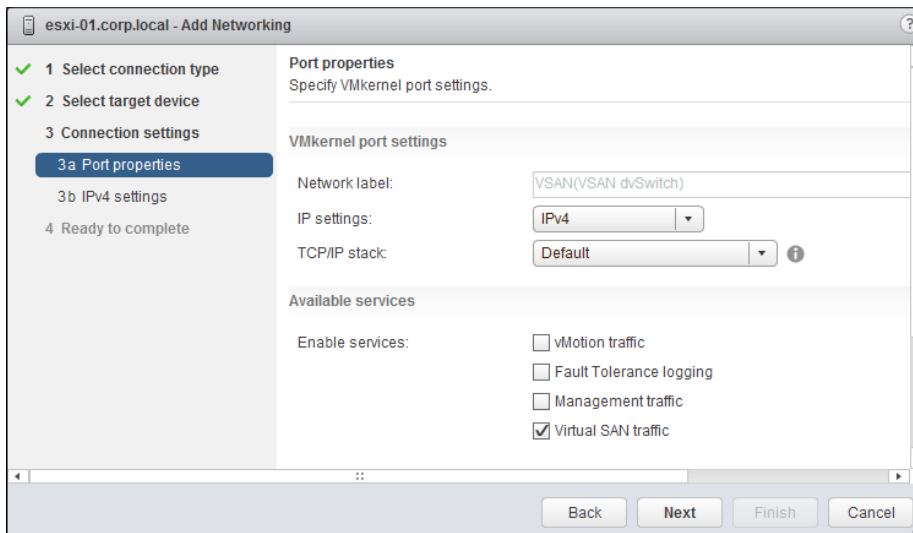 esxi-01.corp.local - Add Networking
?
1 Select connection type
2 Select target device
3 Connection settings
3a Port properties
3b IPv4 settings
4 Ready to complete
Port properties
Specify VMkernel port settings.
VMkernel port settings
Network label: VSAN(VSAN dvSwitch)
IP settings: IPv4
TCP/IP stack: Default
Available services
Enable services: vMotion traffic
Fault Tolerance logging
Management traffic
Virtual SAN traffic
Back Next Finish Cancel